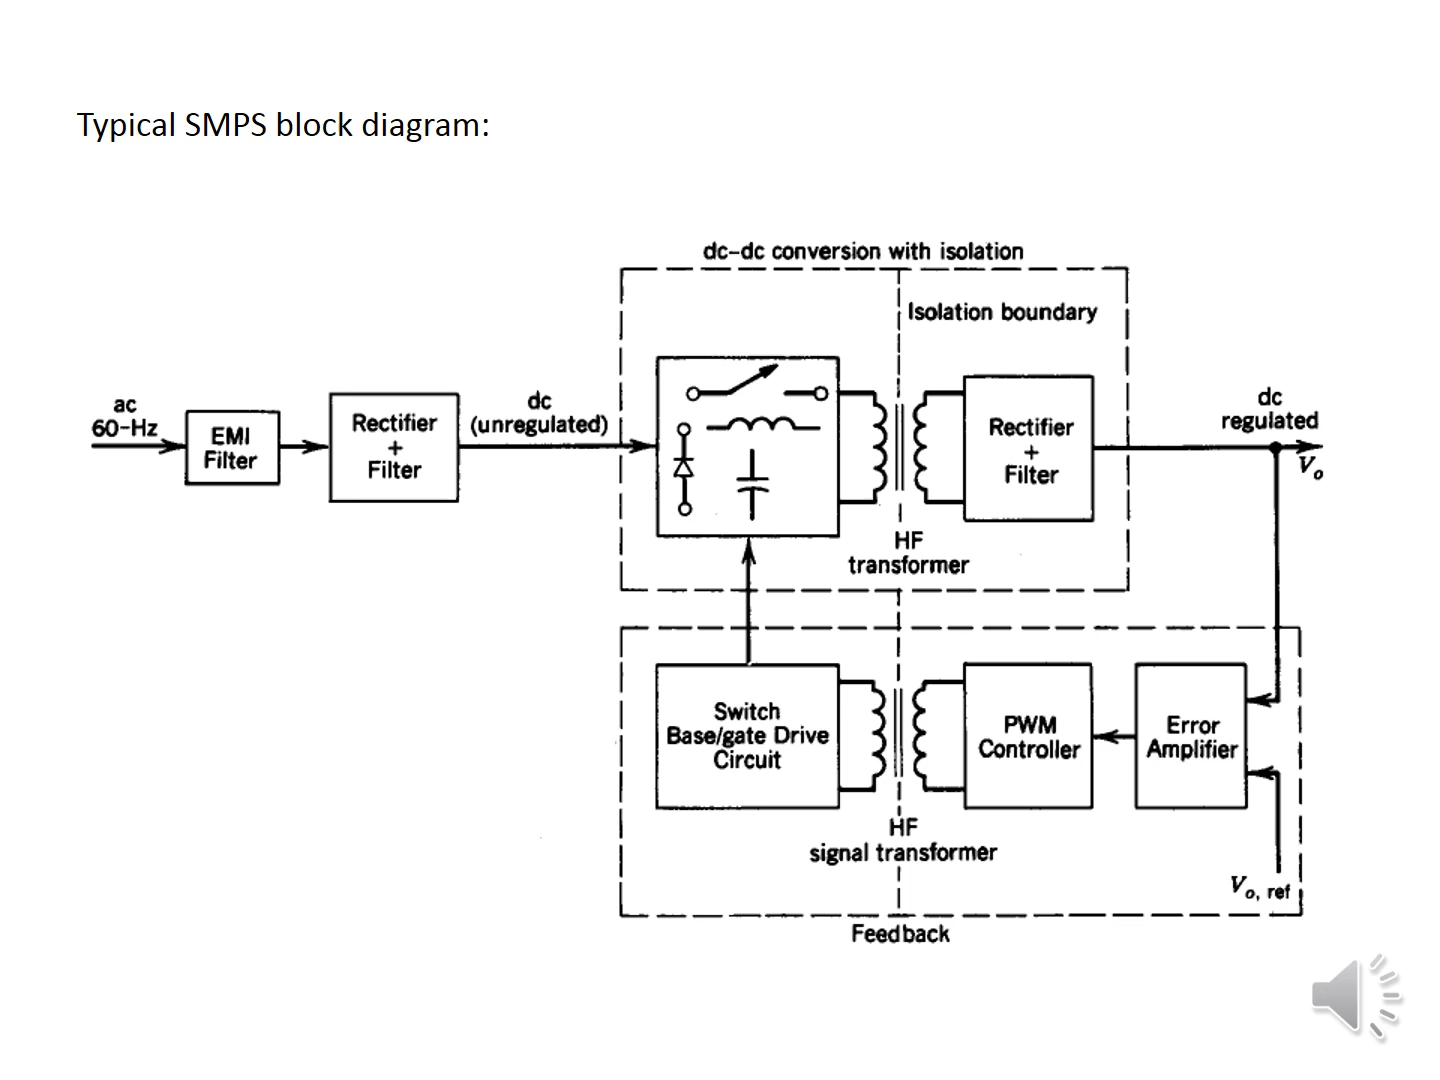 Typical SMPS block diagram:
dc-dc conversion with isolation
Isolation boundary
ac
60-Hz
EMI
Filter
Rectifier
+
Filter
dc
(unregulated)
HF
transformer
Rectifier
+
Filter
dc
regulated
Vo
Switch
Base/gate Drive
Circuit
HF
signal transformer
PWM
Controller
Error
Amplifier
Vo, ref
Feedback